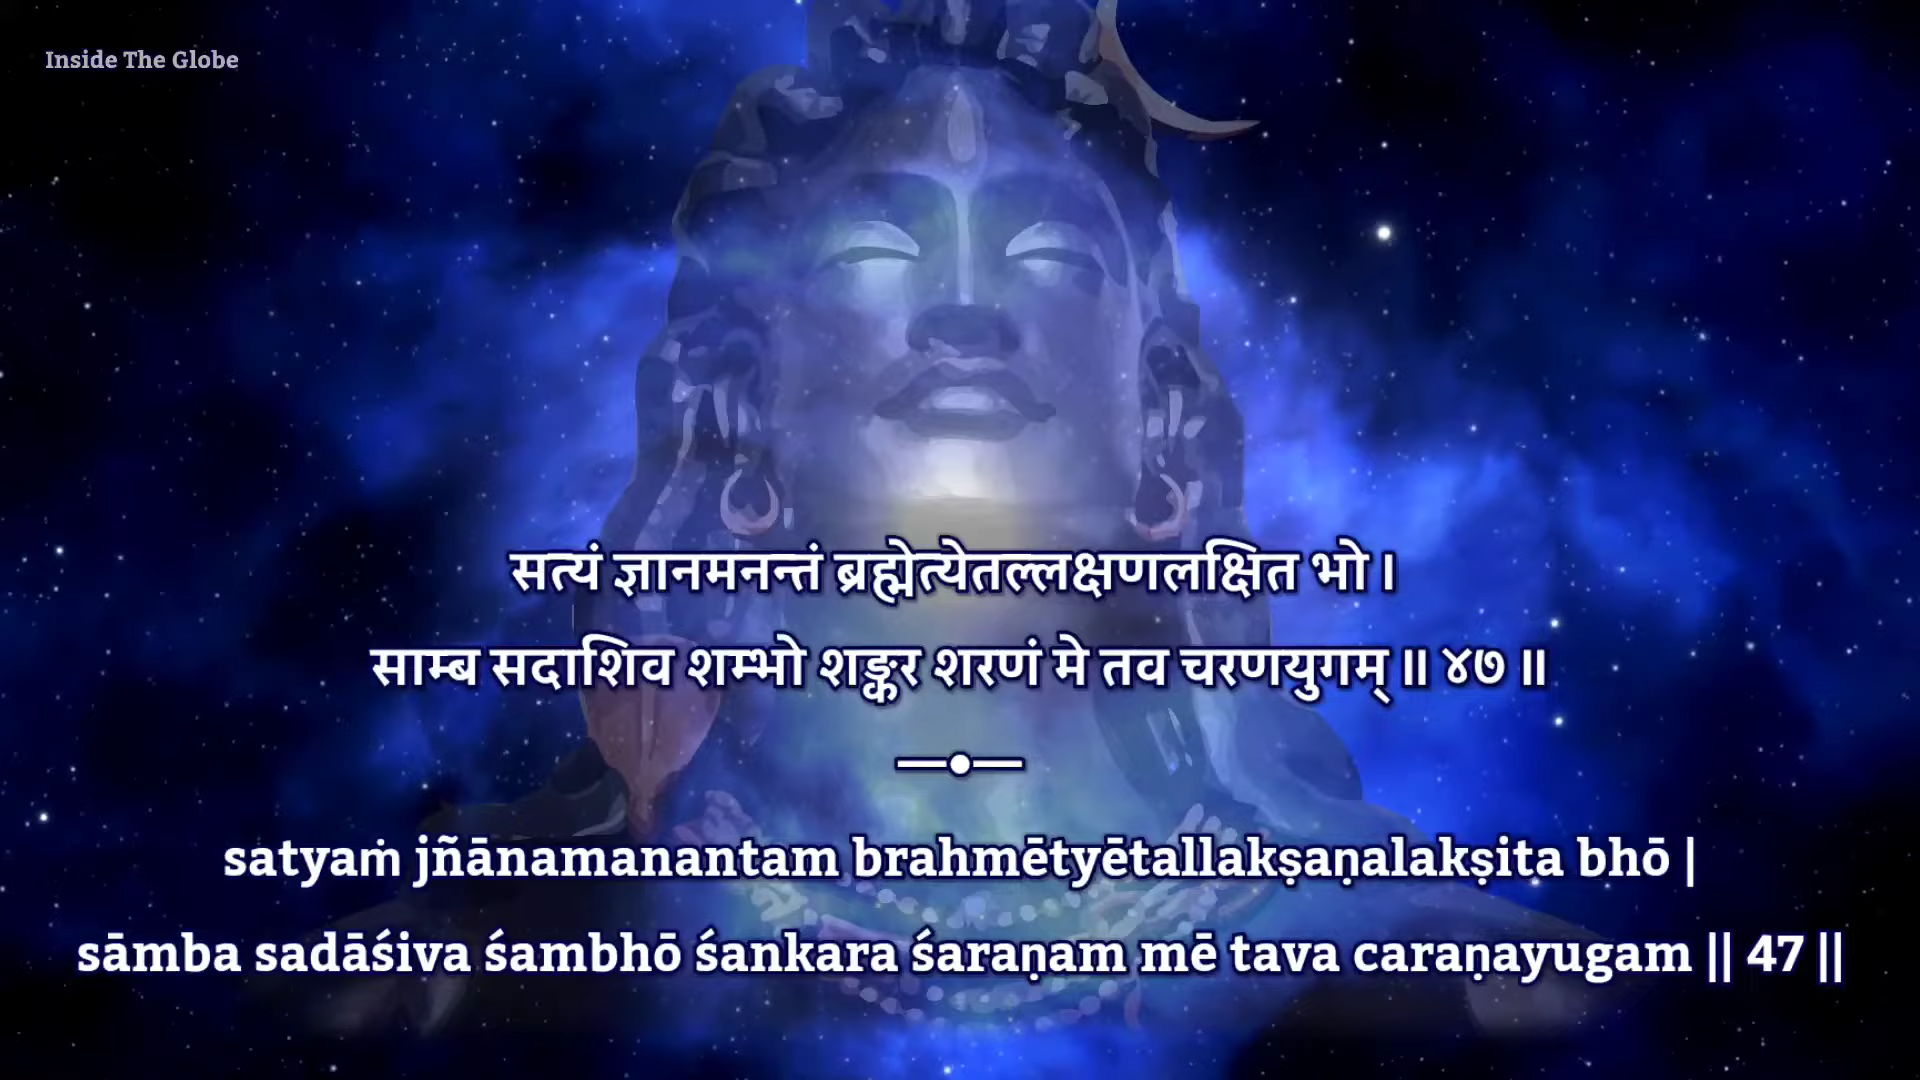 Inside The Globe
सत्यं ज्ञानमनन्तं ब्रह्मेत्येतल्लक्षणलक्षित भो ।
साम्ब सदाशिव शम्भो शङ्कर शरणं मे तव चरणयुगम् ॥ ४७ ॥
satyaṁ jñānamanantam brahmētyētallakṣaṇalakṣita bhō |
sāmba sadāśiva śambhō śankara śaraṇam mē tava caraṇayugam || 47 ||